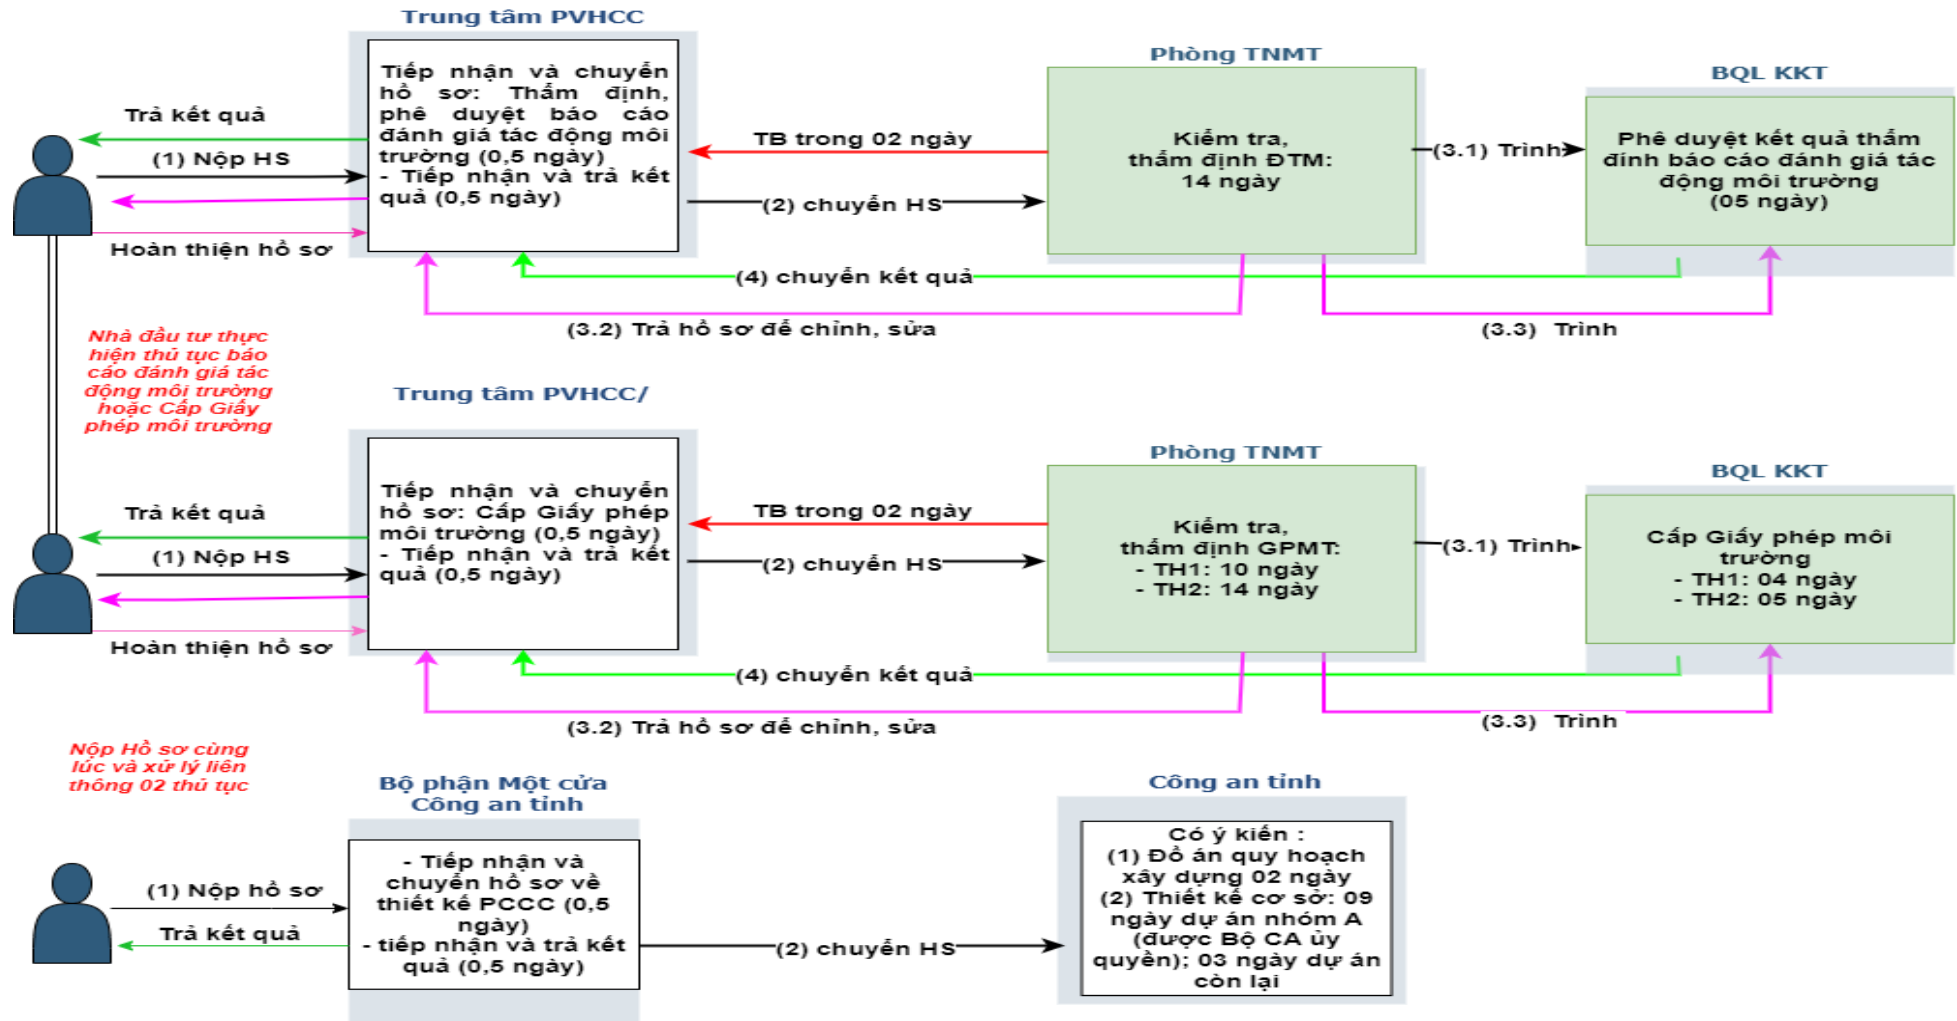 Trung tâm PVHCC
Tiếp nhận và chuyển
hồ sơ: Thẩm định,
phê duyệt báo cáo
đánh giá tác động môi
trường (0,5 ngày)
- Tiếp nhận và trả kết
quả (0,5 ngày)
Phòng TNMT
Kiểm tra,
thẩm định ĐTM:
14 ngày
BQL KKT
Phê duyệt kết quả thẩm
đính báo cáo đánh giá tác
động môi trường
(05 ngày)
Trả kết quả
(1) Nộp HS
Hoàn thiện hồ sơ
TB trong 02 ngày
(2) chuyển HS
(3.1) Trình
(4) chuyển kết quả
(3.2) Trả hồ sơ để chỉnh, sửa
(3.3) Trình
Nhà đầu tư thực
hiện thủ tục báo
cáo đánh giá tác
động môi trường
hoặc Cấp Giấy
phép môi trường
Trung tâm PVHCC/
Tiếp nhận và chuyển
hồ sơ: Cấp Giấy phép
môi trường (0,5 ngày)
- Tiếp nhận và trả kết
quả (0,5 ngày)
Phòng TNMT
Kiểm tra,
thẩm định GPMT:
- TH1: 10 ngày
- TH2: 14 ngày
BQL KKT
Cấp Giấy phép môi
trường
- TH1: 04 ngày
- TH2: 05 ngày
Trả kết quả
(1) Nộp HS
Hoàn thiện hồ sơ
TB trong 02 ngày
(2) chuyển HS
(3.1) Trình
(4) chuyển kết quả
(3.2) Trả hồ sơ để chỉnh, sửa
(3.3) Trình
Nộp Hồ sơ cùng
lúc và xử lý liên
thông 02 thủ tục
Bộ phận Một cửa
Công an tỉnh
- Tiếp nhận và
chuyển hồ sơ về
thiết kế PCCC (0,5
ngày)
- tiếp nhận và trả kết
quả (0,5 ngày)
(1) Nộp hồ sơ
Trả kết quả
(2) chuyển HS
Công an tỉnh
Có ý kiến :
(1) Đồ án quy hoạch
xây dựng 02 ngày
(2) Thiết kế cơ sở: 09
ngày dự án nhóm A
(được Bộ CA ủy
quyền); 03 ngày dự án
còn lại